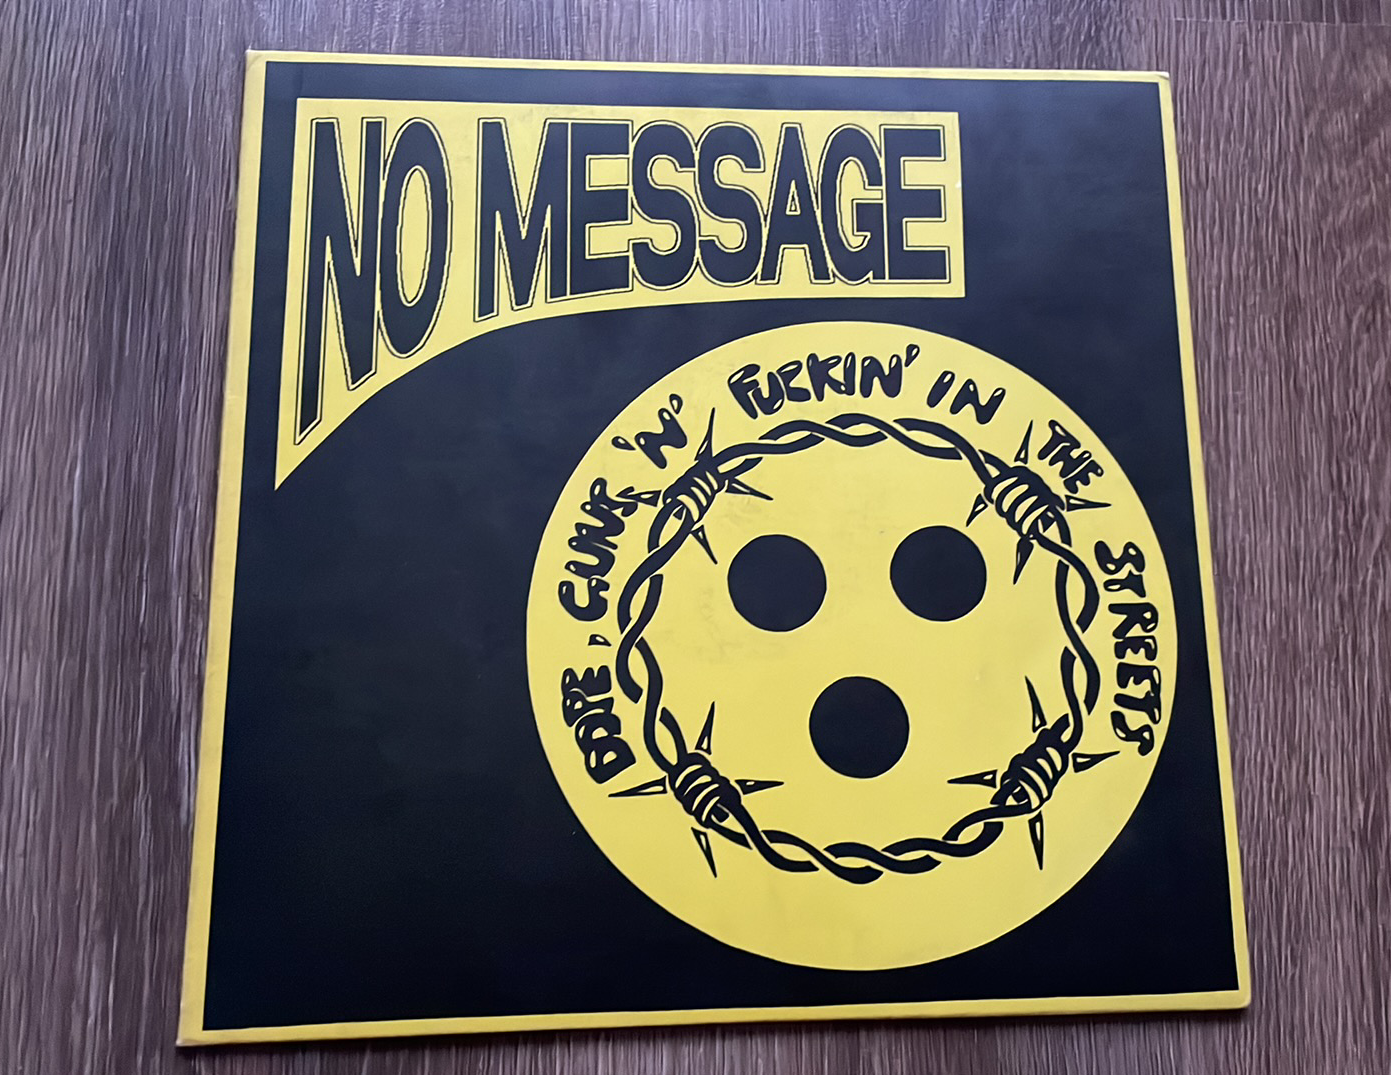 NO MESSAGE
DOPE, GUNS 'N' FUCKIN' IN THE STREETS